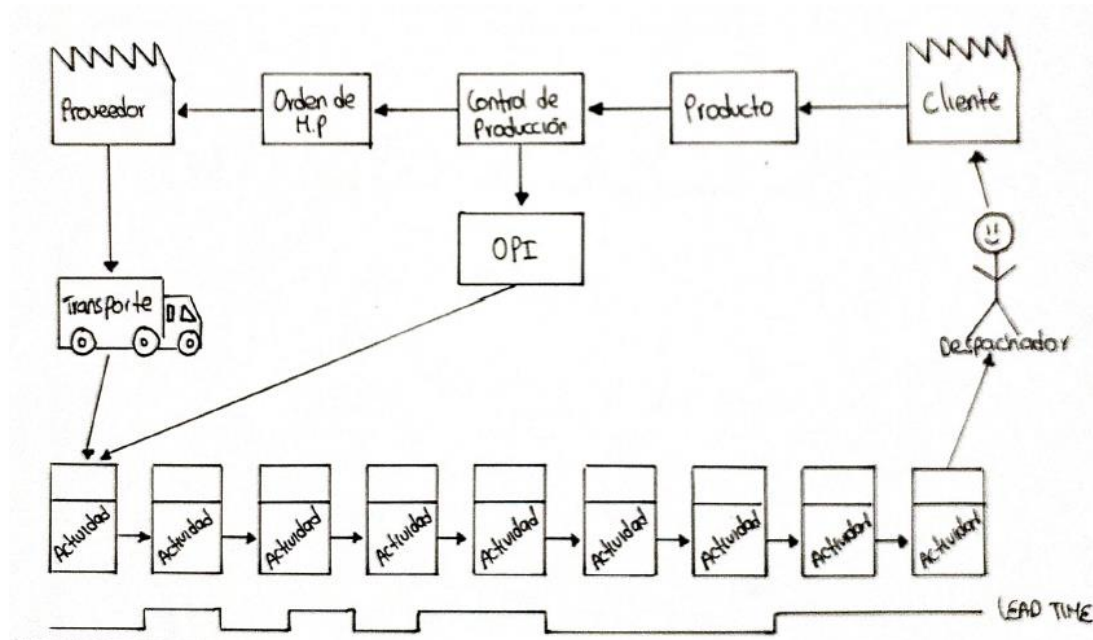 Proveedor
Orden de
M.P
Control de
Producción
Producto
Cliente
OPI
Transporte
Despachador
Actividad
Actividad
Actividad
Actividad
Actividad
Actividad
Actividad
Actividad
Actividad
LEAD TIME